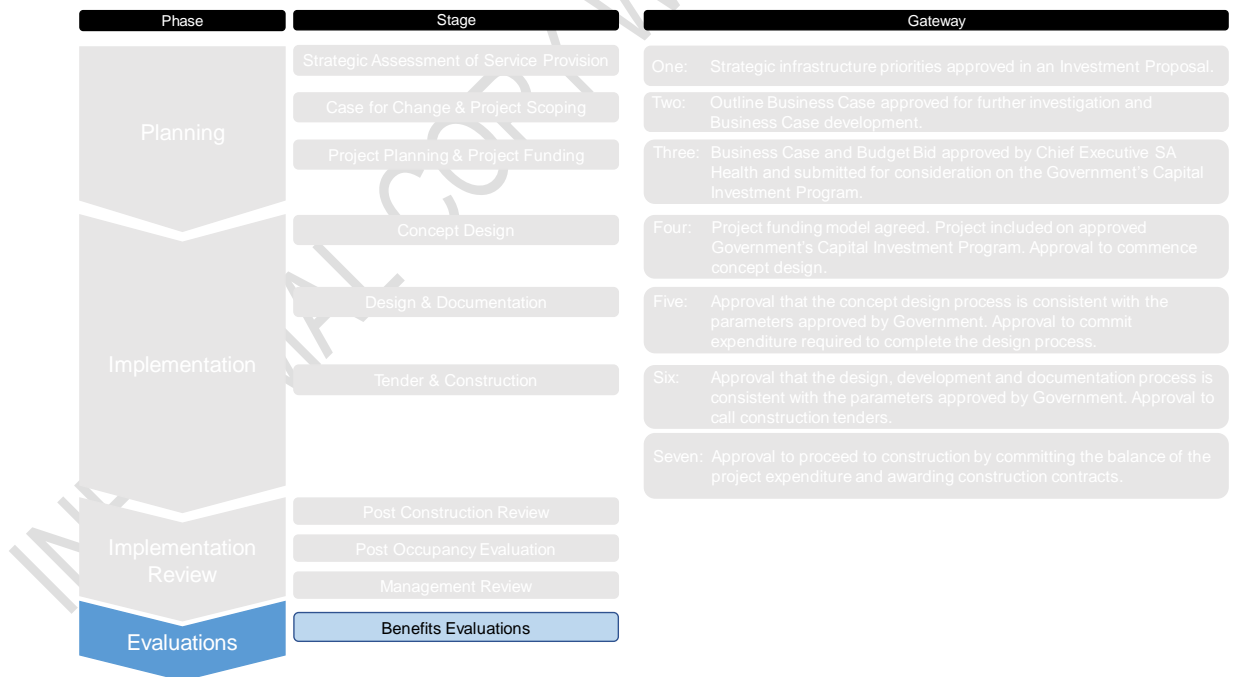 Phase
Stage
Gateway
Planning
Strategic Assessment of Service Provision
Case for Change & Project Scoping
Project Planning & Project Funding
One: Strategic infrastructure priorities approved in an Investment Proposal.
Two: Outline Business Case approved for further investigation and
Business Case development.
Three: Business Case and Budget Bid approved by Chief Executive SA
Health and submitted for consideration on the Government's Capital
Investment Program.
Implementation
Concept Design
Design & Documentation
Tender & Construction
Four: Project funding model agreed. Project included on approved
Government's Capital Investment Program. Approval to commence
concept design.
Five: Approval that the concept design process is consistent with the
parameters approved by Government. Approval to commit
expenditure required to complete the design process.
Six: Approval that the design, development and documentation process is
consistent with the parameters approved by Government. Approval to
call construction tenders.
Seven: Approval to proceed to construction by committing the balance of the
project expenditure and awarding construction contracts.
Implementation
Review
Post Construction Review
Post Occupancy Evaluation
Management Review
Evaluations
Benefits Evaluations